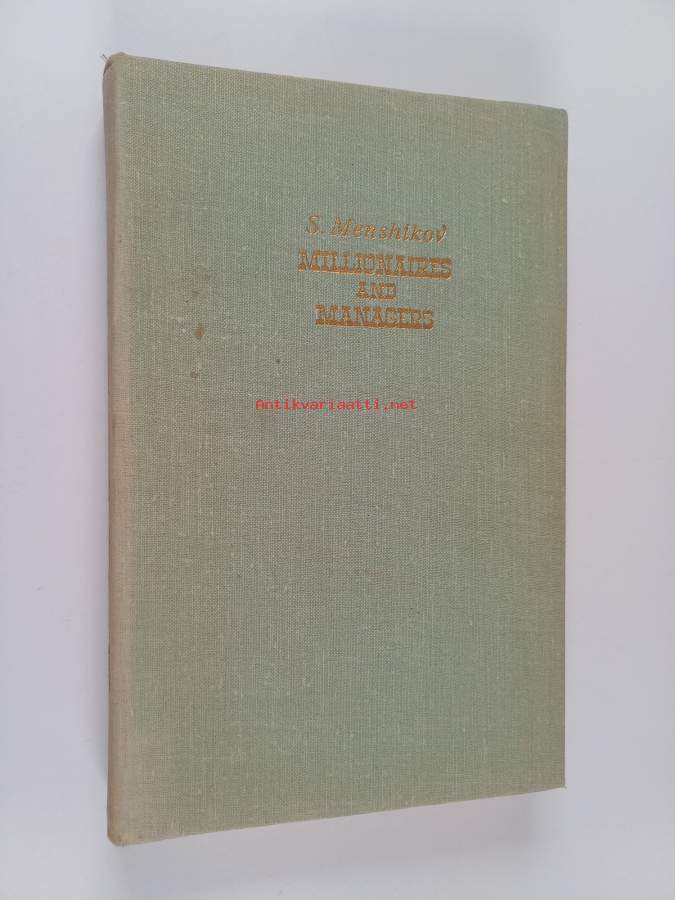 S. Menshikov
MILLIONAIRES
AND
MANAGERS
Antikvariaatti.net